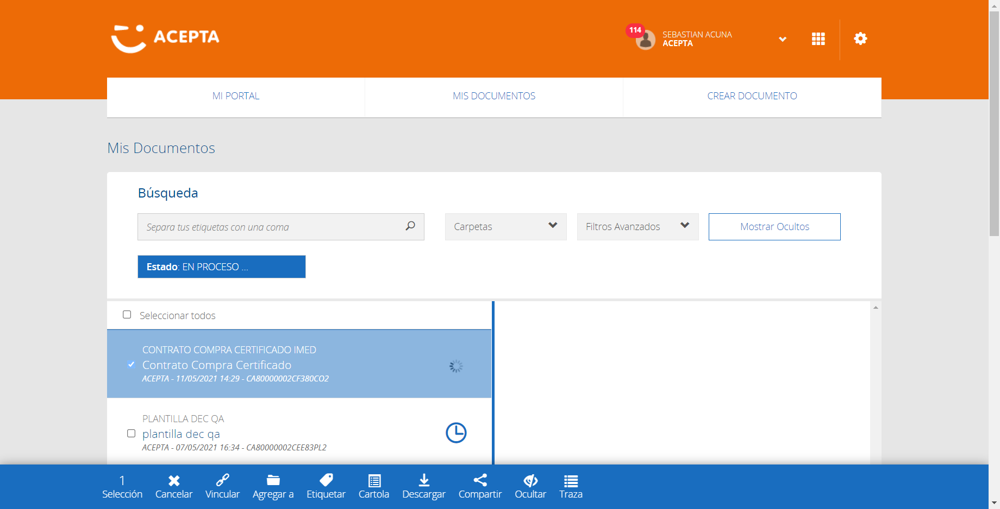 ACEPTA
114
SEBASTIAN ACUNA
ACEPTA
MI PORTAL
MIS DOCUMENTOS
CREAR DOCUMENTO
Mis Documentos
Búsqueda
Separa tus etiquetas con una coma
Carpetas
Filtros Avanzados
Mostrar Ocultos
Estado: EN PROCESO ...
Seleccionar todos
CONTRATO COMPRA CERTIFICADO IMED
Contrato Compra Certificado
ACEPTA - 11/05/2021 14:29 - CA80000002CF380CO2
PLANTILLA DEC QA
plantilla dec qa
ACEPTA - 07/05/2021 16:34 - CA80000002CEE83PL2
1
Selección
Cancelar
Vincular
Agregar a
Etiquetar
Cartola
Descargar
Compartir
Ocultar
Traza